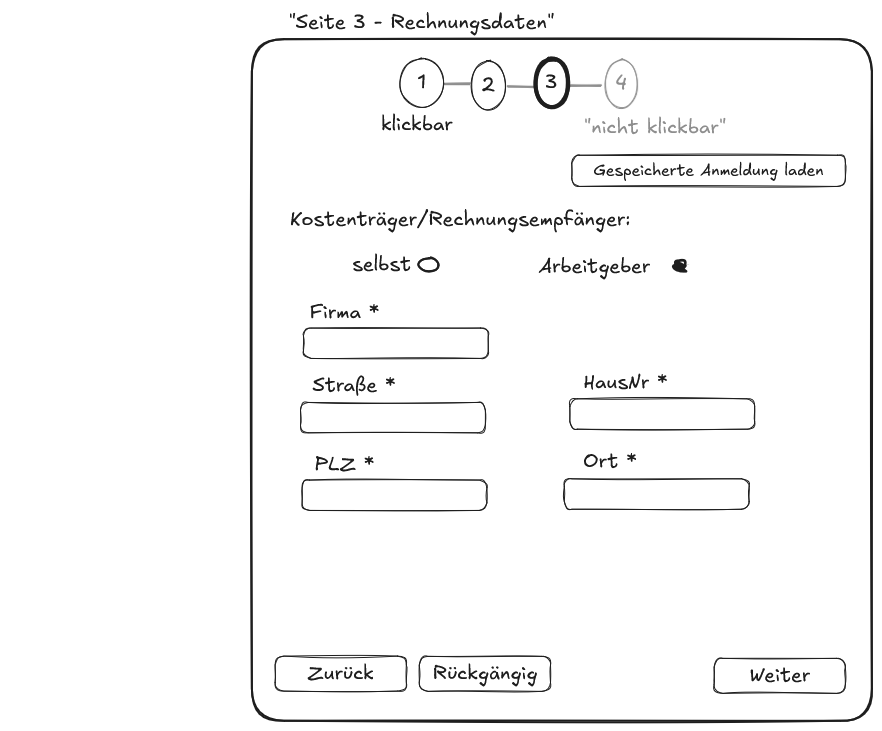 "Seite 3 - Rechnungsdaten"
1 2 3 4
klickbar "nicht klickbar"
Gespeicherte Anmeldung laden
Kostenträger/Rechnungsempfänger:
selbst Arbeitgeber
Firma *
Straße * HausNr *
PLZ * Ort *
Zurück Rückgängig Weiter